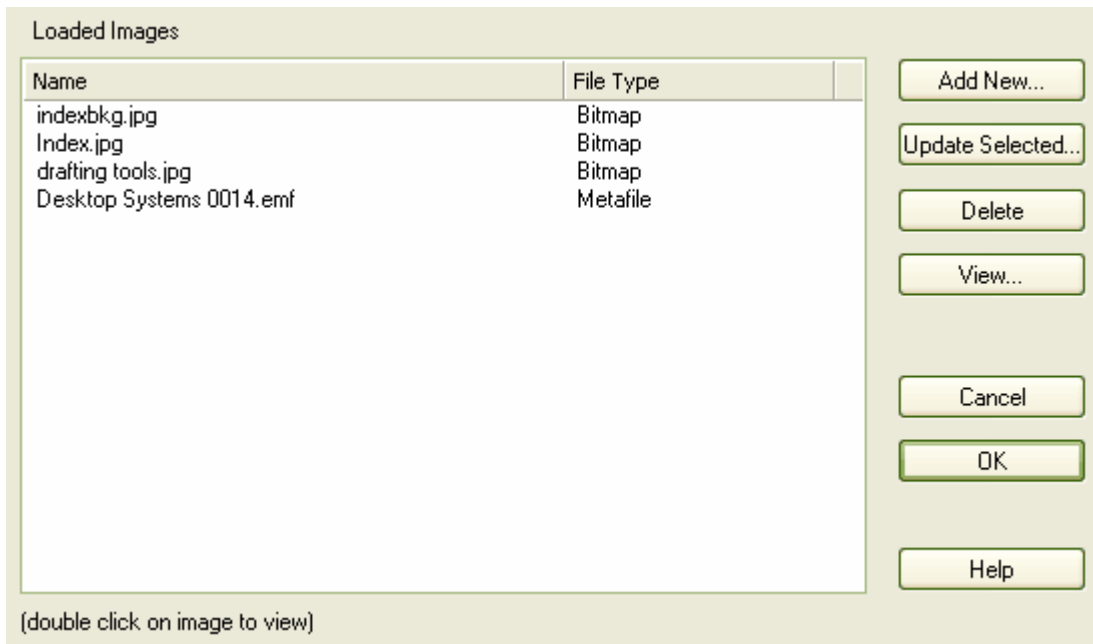 Loaded Images
Name File Type
indexbkg.jpg Bitmap
Index.jpg Bitmap
drafting tools.jpg Bitmap
Desktop Systems 0014.emf Metafile
Add New...
Update Selected...
Delete
View...
Cancel
OK
Help
(double click on image to view)